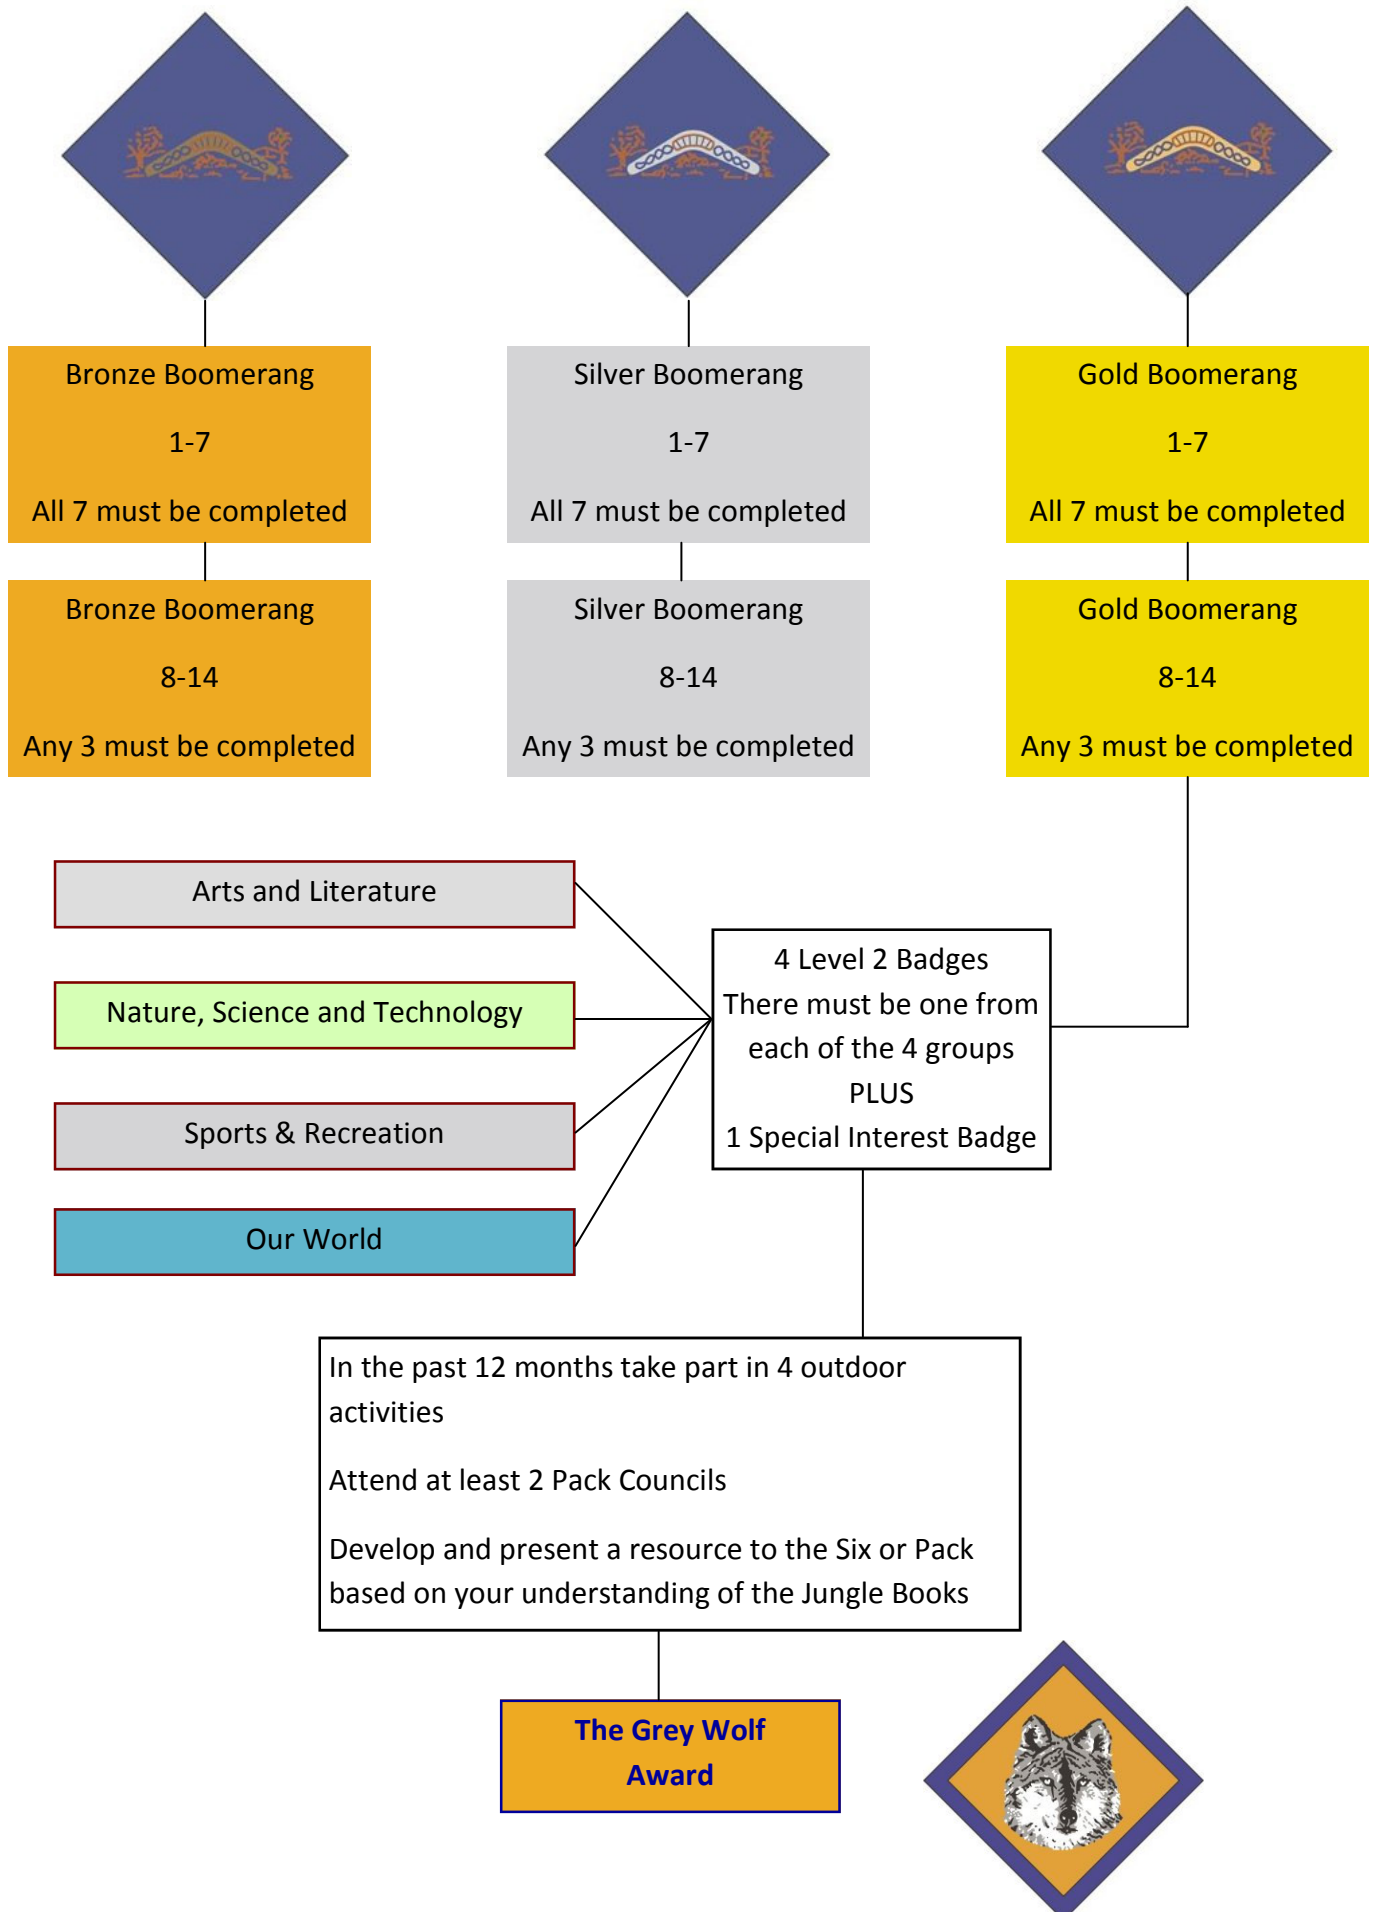 Bronze Boomerang
1-7
All 7 must be completed
Silver Boomerang
1-7
All 7 must be completed
Gold Boomerang
1-7
All 7 must be completed
Bronze Boomerang
8-14
Any 3 must be completed
Silver Boomerang
8-14
Any 3 must be completed
Gold Boomerang
8-14
Any 3 must be completed
Arts and Literature
Nature, Science and Technology
Sports & Recreation
Our World
4 Level 2 Badges
There must be one from
each of the 4 groups
PLUS
1 Special Interest Badge
In the past 12 months take part in 4 outdoor
activities
Attend at least 2 Pack Councils
Develop and present a resource to the Six or Pack
based on your understanding of the Jungle Books
The Grey Wolf
Award